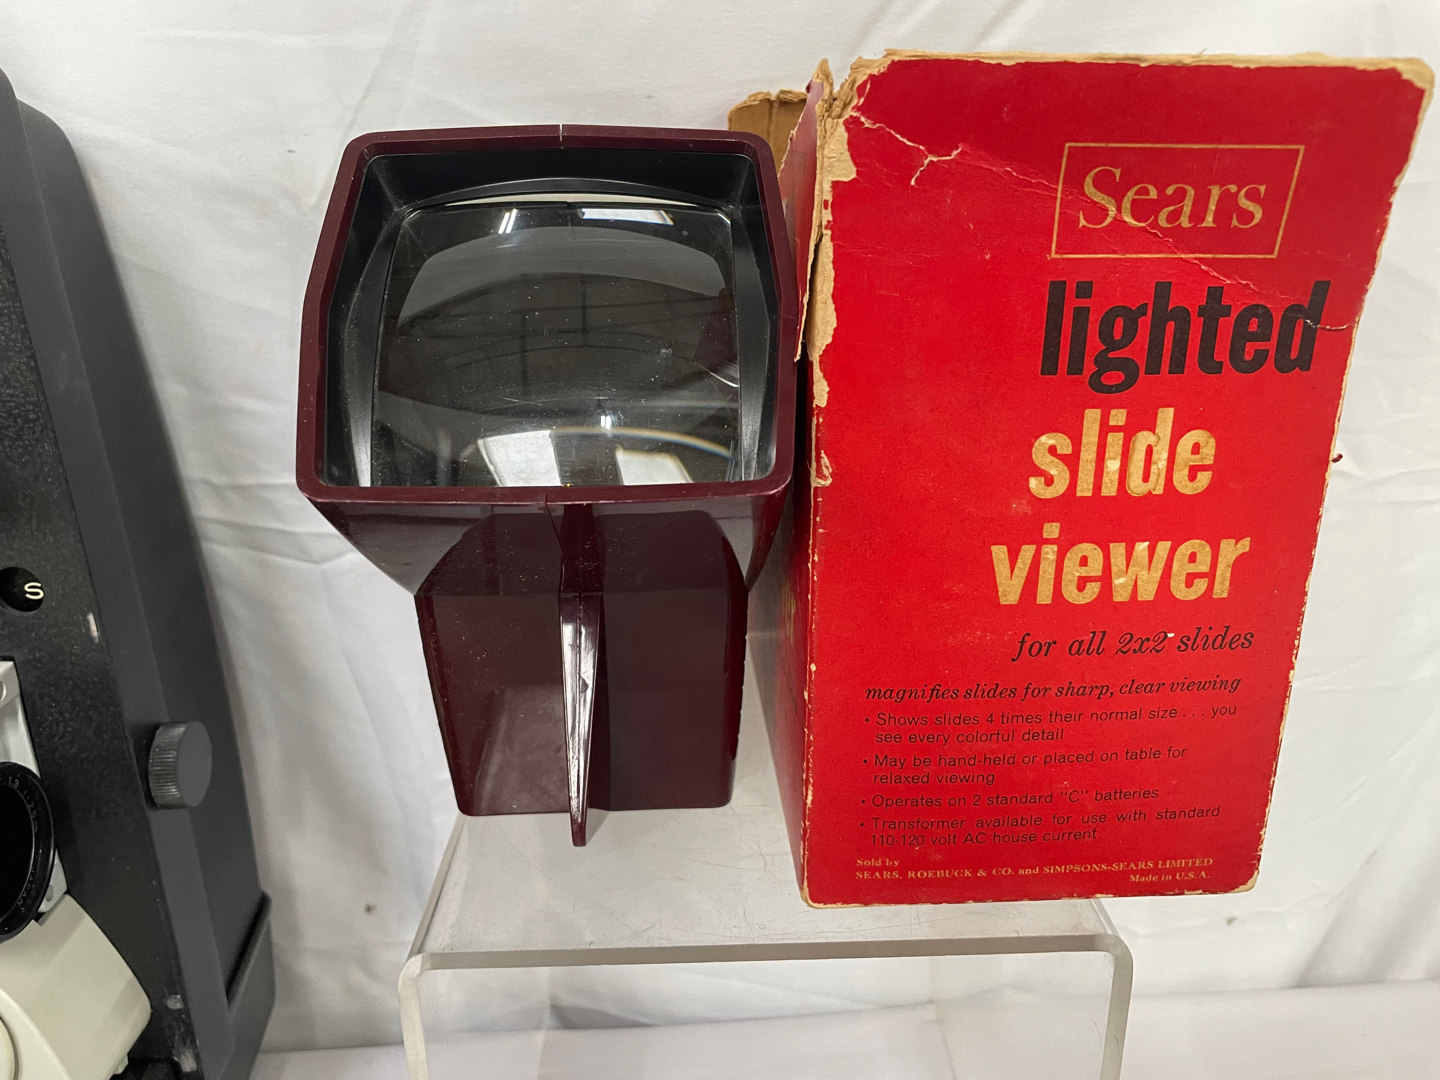 Sears
lighted
slide
viewer
for all 2x2 slides
magnifies slides for sharp, clear viewing
• Shows slides 4 times their normal size . . . you
see every colorful detail
• May be hand-held or placed on table for
relaxed viewing
• Operates on 2 standard "C" batteries
• Transformer available for use with standard
110-120 volt AC house current
Sold by
SEARS, ROEBUCK & CO. and SIMPSONS-SEARS LIMITED
Made in U.S.A.
S